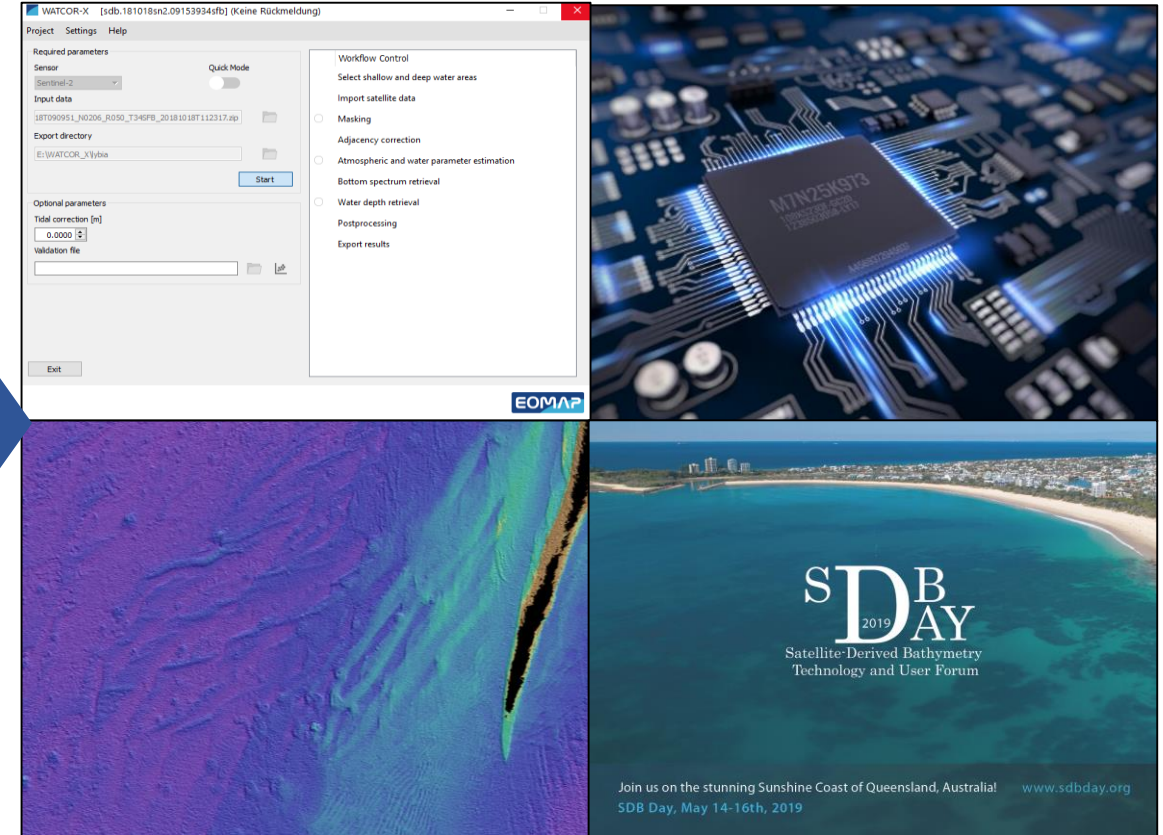 WATCOR-X [sdb.181018sn2.09153934sfb] (Keine Rückmeldung)
Project Settings Help
Required parameters
Sensor
Quick Mode
Sentinel-2
Input data
18T090951_N0206_R050_T34SFB_20181018T112317.zip
Export directory
E:\WATCOR_X\lybia
Start
Optional parameters
Tidal correction [m]
0.0000
Validation file
Exit
Workflow Control
Select shallow and deep water areas
Import satellite data
Masking
Adjacency correction
Atmospheric and water parameter estimation
Bottom spectrum retrieval
Water depth retrieval
Postprocessing
Export results
EOMAP
M7N25K973
SDB
2019 DAY
Satellite-Derived Bathymetry
Technology and User Forum
Join us on the stunning Sunshine Coast of Queensland, Australia! www.sdbday.org
SDB Day, May 14-16th, 2019